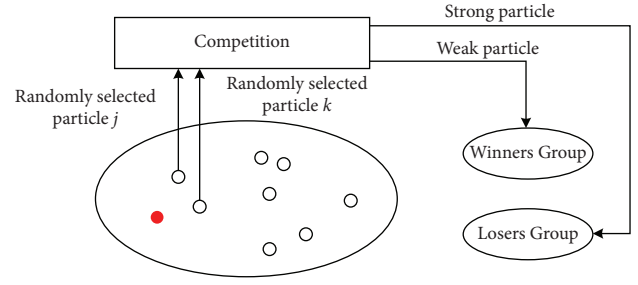 Strong particle
Competition
Weak particle
Randomly selected
particle j
Randomly selected
particle k
Winners Group
Losers Group